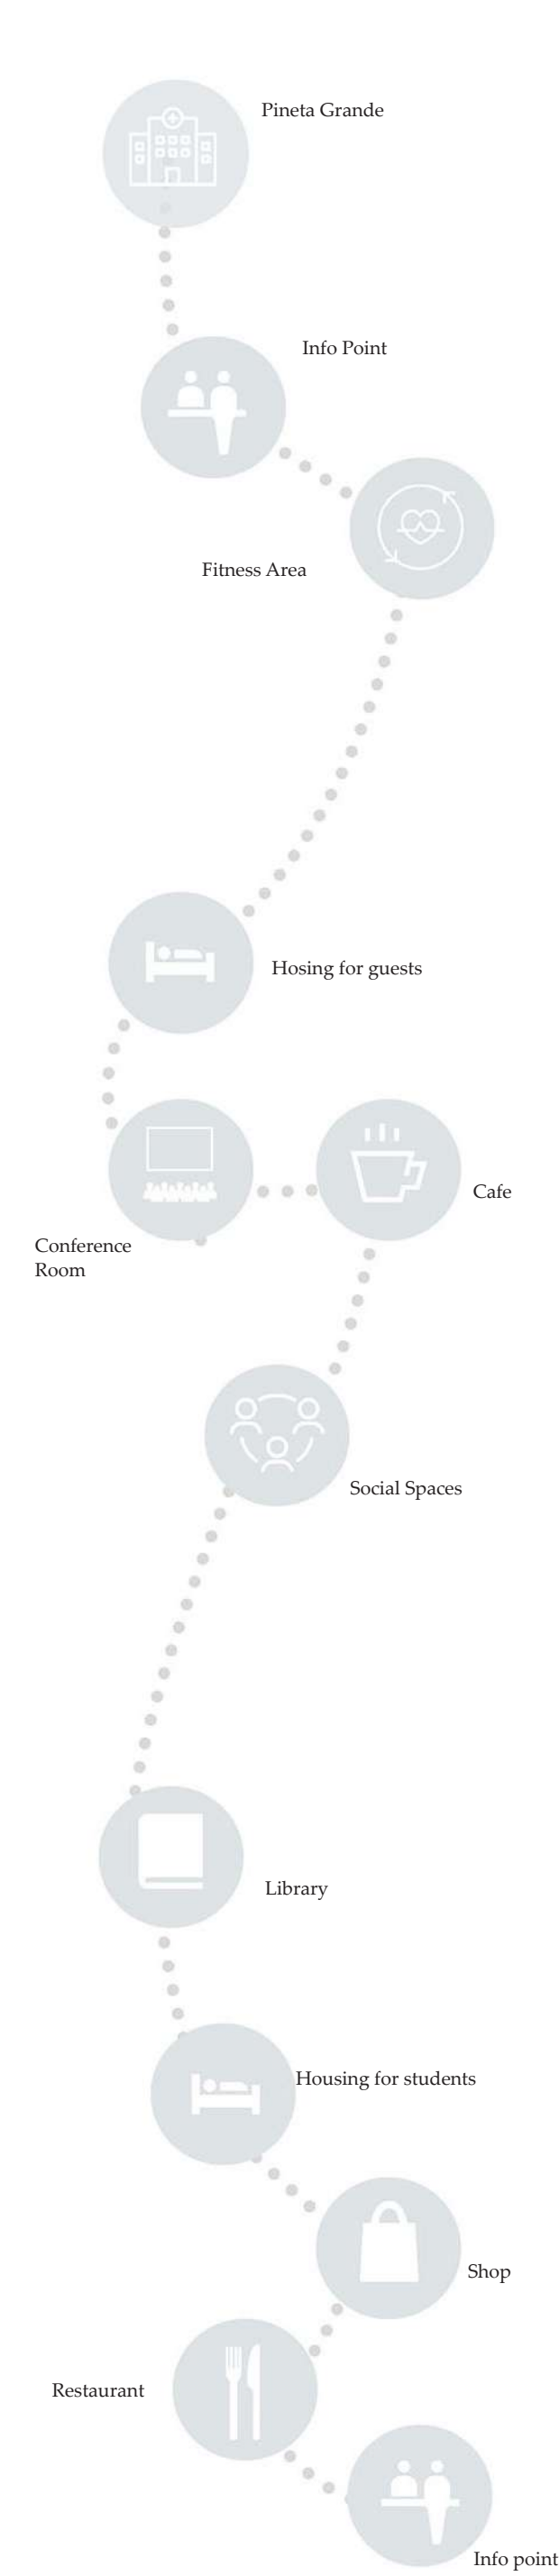 Pineta Grande
Info Point
Fitness Area
Hosing for guests
Cafe
Conference
Room
Social Spaces
Library
Housing for students
Shop
Restaurant
Info point